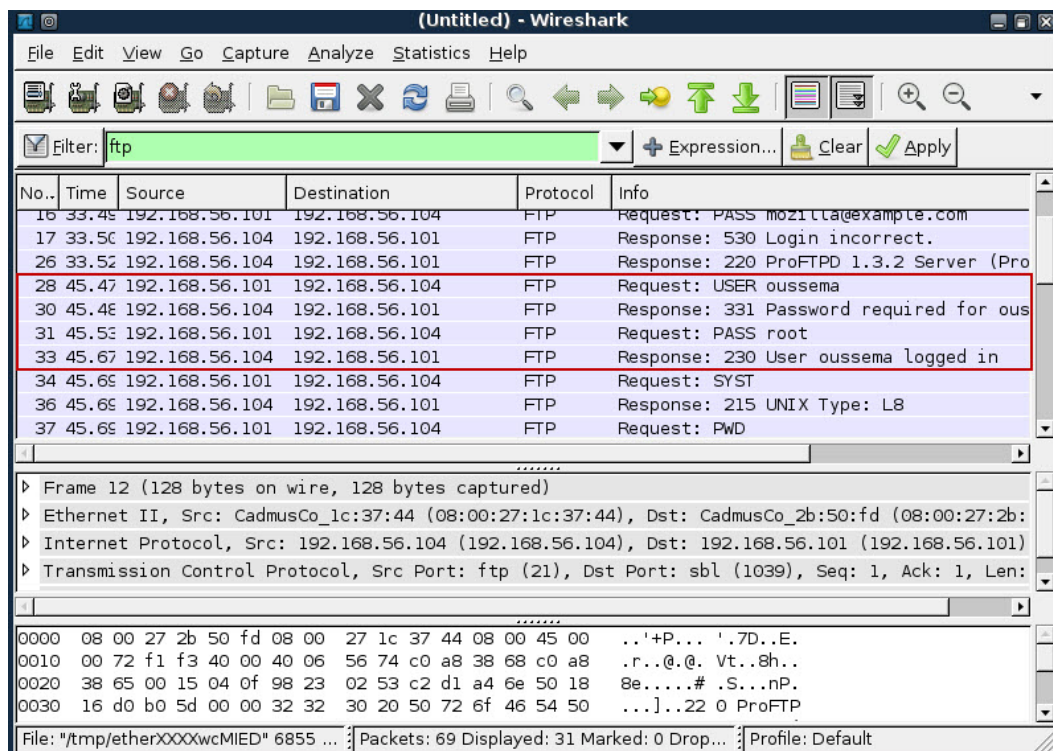 (Untitled) - Wireshark
File Edit View Go Capture Analyze Statistics Help
Filter: ftp Expression... Clear Apply
No.. Time Source Destination Protocol Info
16 33.49 192.168.56.101 192.168.56.104 FTP Request: PASS mozilla@example.com
17 33.50 192.168.56.104 192.168.56.101 FTP Response: 530 Login incorrect.
26 33.52 192.168.56.104 192.168.56.101 FTP Response: 220 ProFTPD 1.3.2 Server (Pro
28 45.47 192.168.56.101 192.168.56.104 FTP Request: USER oussema
30 45.48 192.168.56.104 192.168.56.101 FTP Response: 331 Password required for ous
31 45.53 192.168.56.101 192.168.56.104 FTP Request: PASS root
33 45.67 192.168.56.104 192.168.56.101 FTP Response: 230 User oussema logged in
34 45.69 192.168.56.101 192.168.56.104 FTP Request: SYST
36 45.69 192.168.56.104 192.168.56.101 FTP Response: 215 UNIX Type: L8
37 45.69 192.168.56.101 192.168.56.104 FTP Request: PWD
Frame 12 (128 bytes on wire, 128 bytes captured)
Ethernet II, Src: CadmusCo_1c:37:44 (08:00:27:1c:37:44), Dst: CadmusCo_2b:50:fd (08:00:27:2b:
Internet Protocol, Src: 192.168.56.104 (192.168.56.104), Dst: 192.168.56.101 (192.168.56.101)
Transmission Control Protocol, Src Port: ftp (21), Dst Port: sbl (1039), Seq: 1, Ack: 1, Len:
0000 08 00 27 2b 50 fd 08 00 27 1c 37 44 08 00 45 00 ..'+P... '.7D..E.
0010 00 72 f1 f3 40 00 40 06 56 74 c0 a8 38 68 c0 a8 .r..@.@. Vt..8h..
0020 38 65 00 15 04 0f 98 23 02 53 c2 d1 a4 6e 50 18 8e.....# .S...nP.
0030 16 d0 b0 5d 00 00 32 32 30 20 50 72 6f 46 54 50 ...]..22 0 ProFTP
File: "/tmp/etherXXXXwcMIED" 6855 ... Packets: 69 Displayed: 31 Marked: 0 Drop... Profile: Default